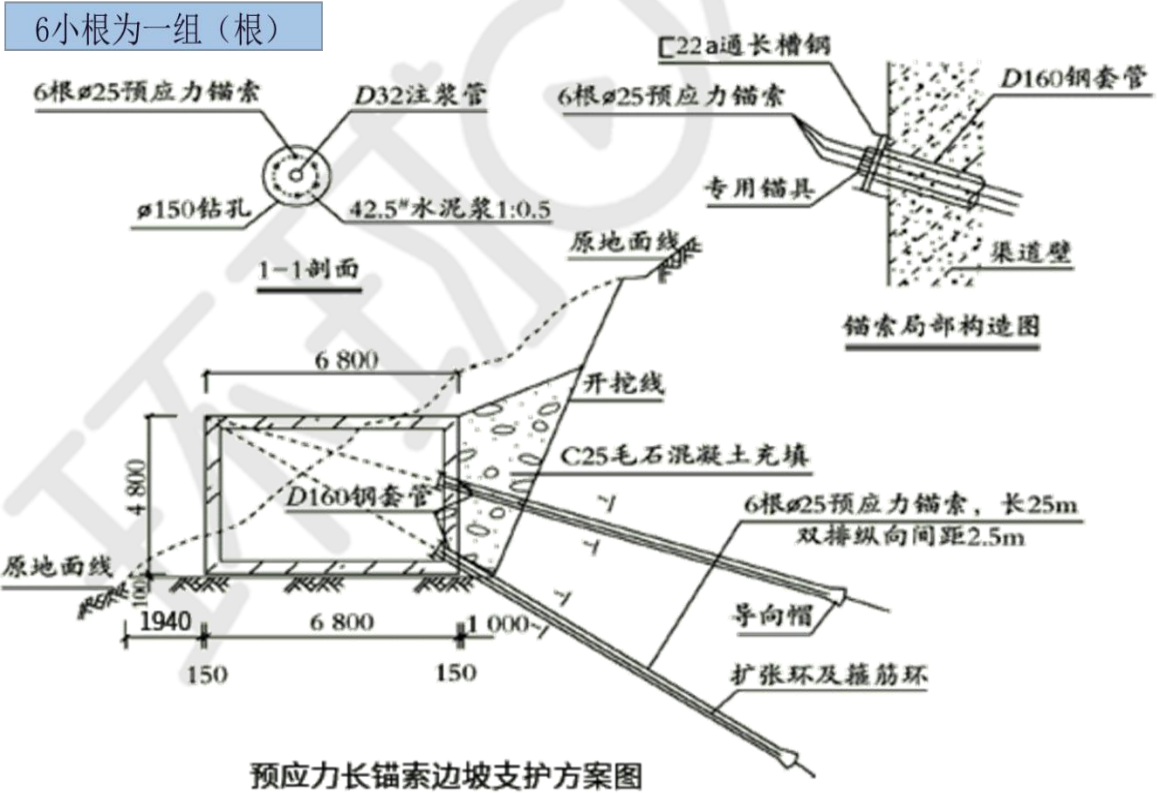 6小根为一组（根）
6根ø25预应力锚索
D32注浆管
ø150钻孔
42.5#水泥浆1:0.5
1-1剖面
[22a通长槽钢
6根ø25预应力锚索
D160钢套管
专用锚具
渠道壁
锚索局部构造图
原地面线
6 800
开挖线
C25毛石混凝土充填
4 800
D160钢套管
6根ø25预应力锚索，长25m
双排纵向间距2.5m
原地面线
100
导向帽
1940
6 800
1 000
150
150
扩张环及箍筋环
预应力长锚索边坡支护方案图